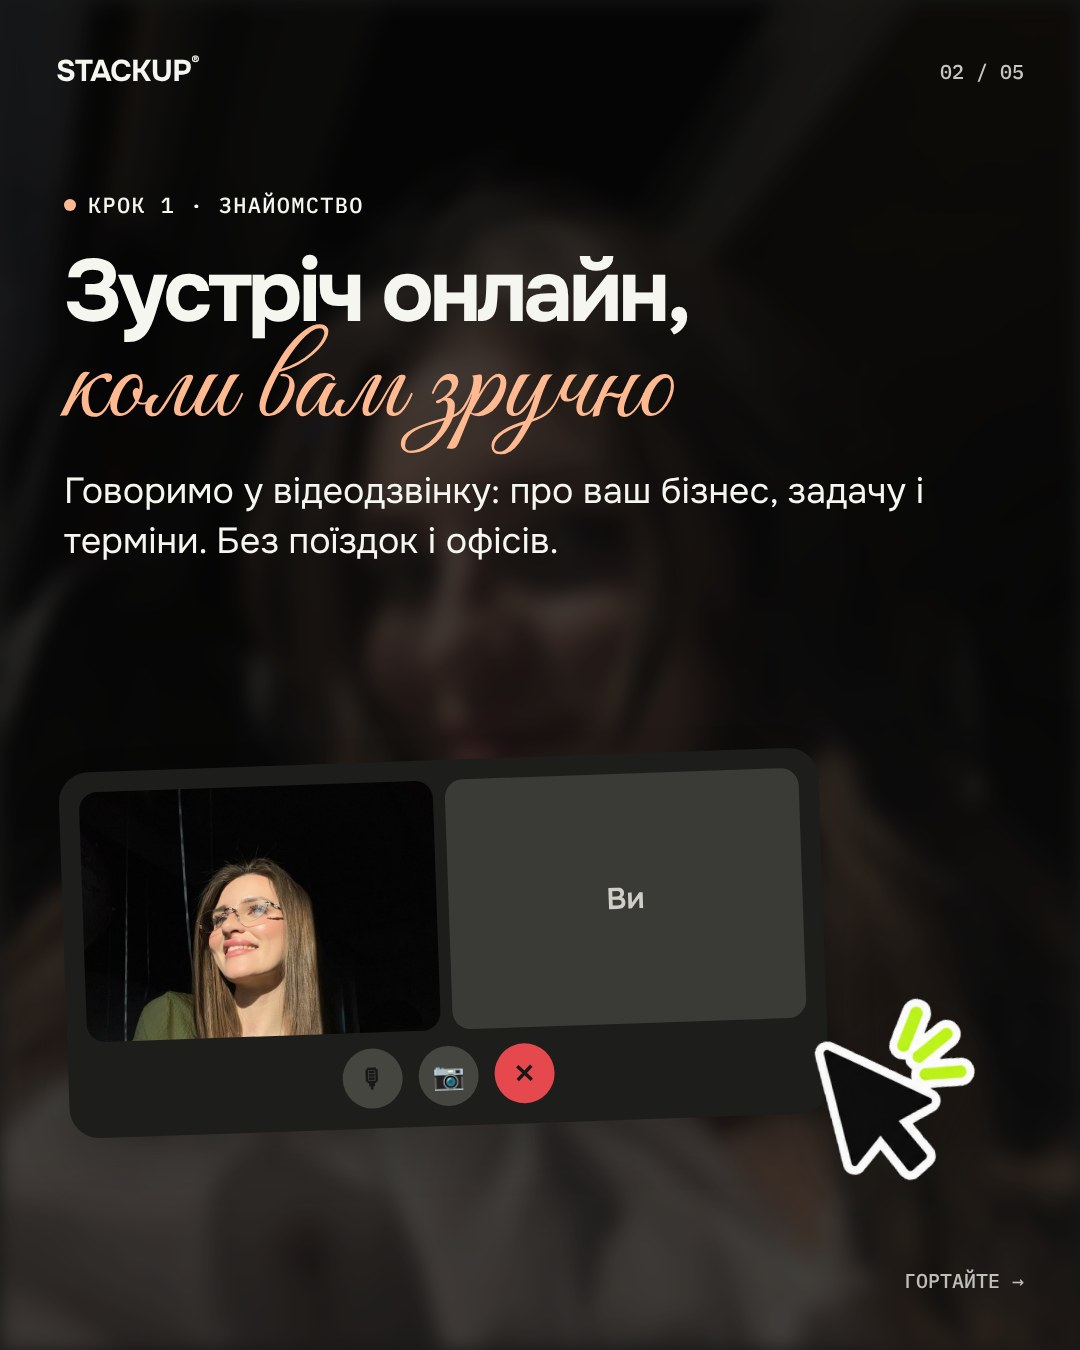 STACKUP®
02 / 05
КРОК 1 · ЗНАЙОМСТВО
Зустріч онлайн,
коли вам зручно
Говоримо у відеодзвінку: про ваш бізнес, задачу і
терміни. Без поїздок і офісів.
Ви
ГОРТАЙТЕ →